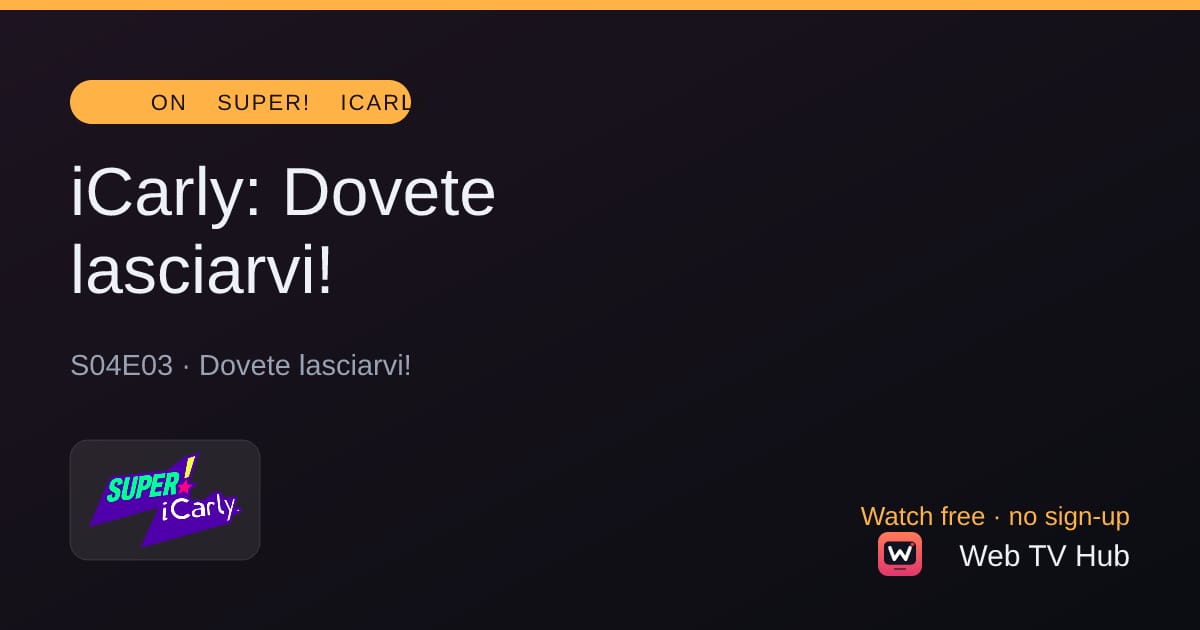 ON SUPER! ICARL
iCarly: Dovete
lasciarvi!
S04E03 · Dovete lasciarvi!
SUPER!
iCarly
Watch free · no sign-up
W
Web TV Hub